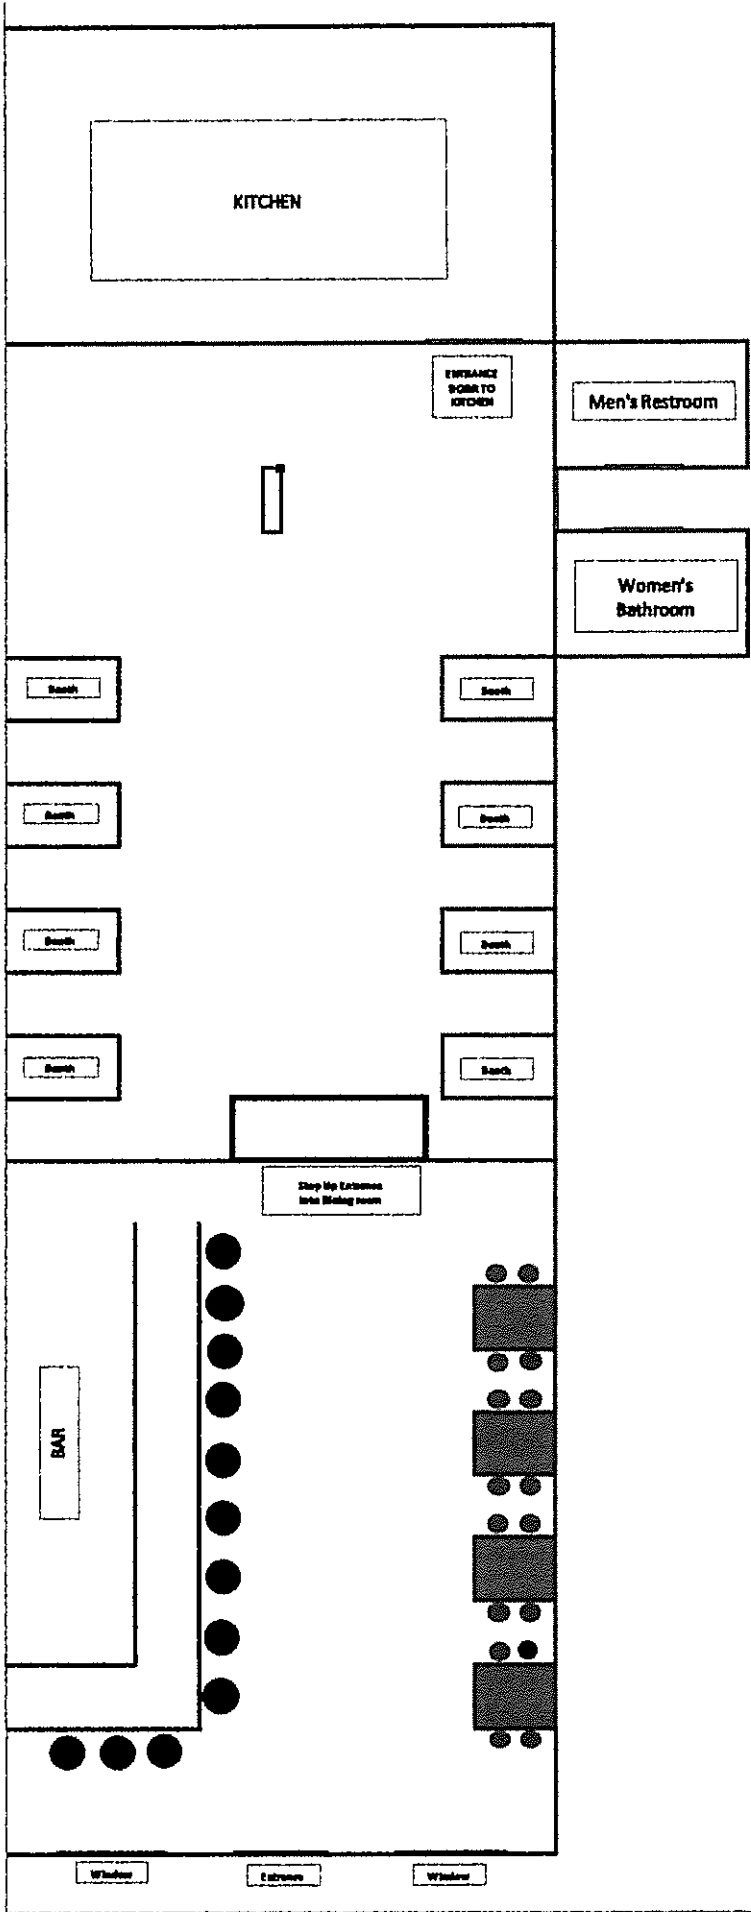 KITCHEN
ENTRANCE
DOOR TO
KITCHEN
Men's Restroom
Women's
Bathroom
Booth
Booth
Booth
Booth
Booth
Booth
Booth
Booth
Step Up Entrance
into Dining room
BAR
Window
Entrance
Window